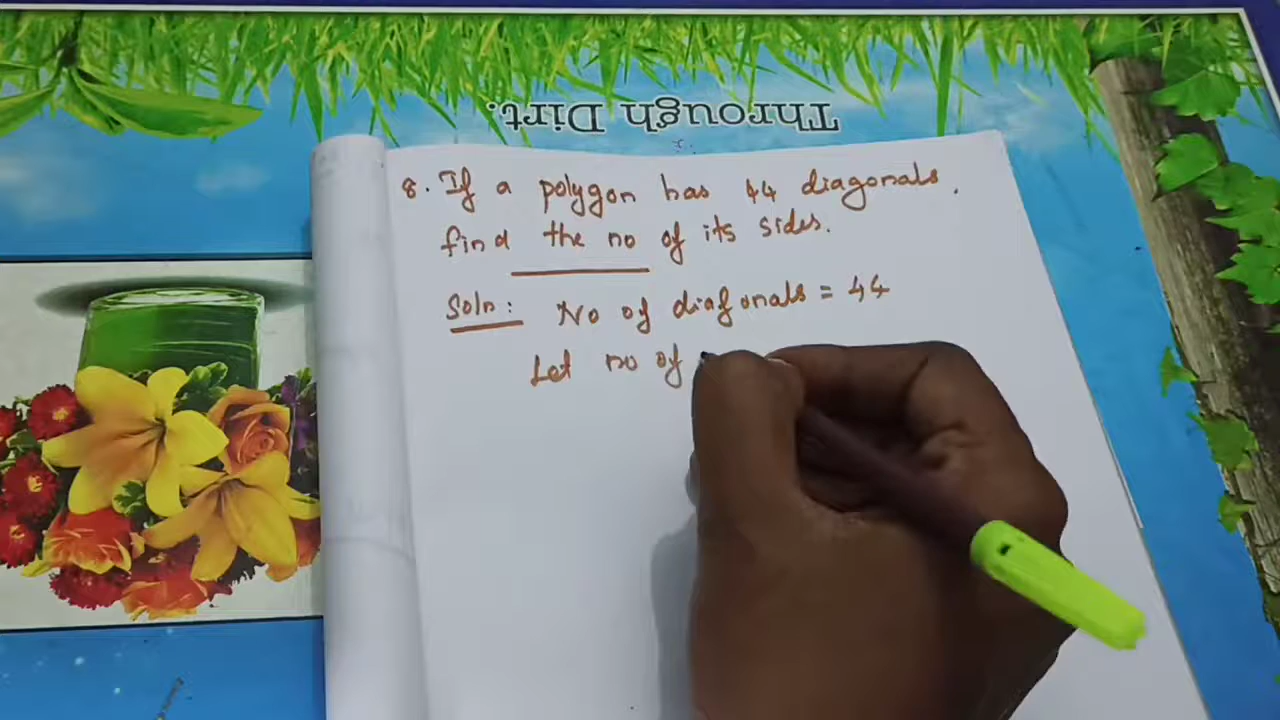 Through Dirt.
8. If a polygon has 44 diagonals.
find the no of its sides.
Soln: No of diagonals = 44
Let no of